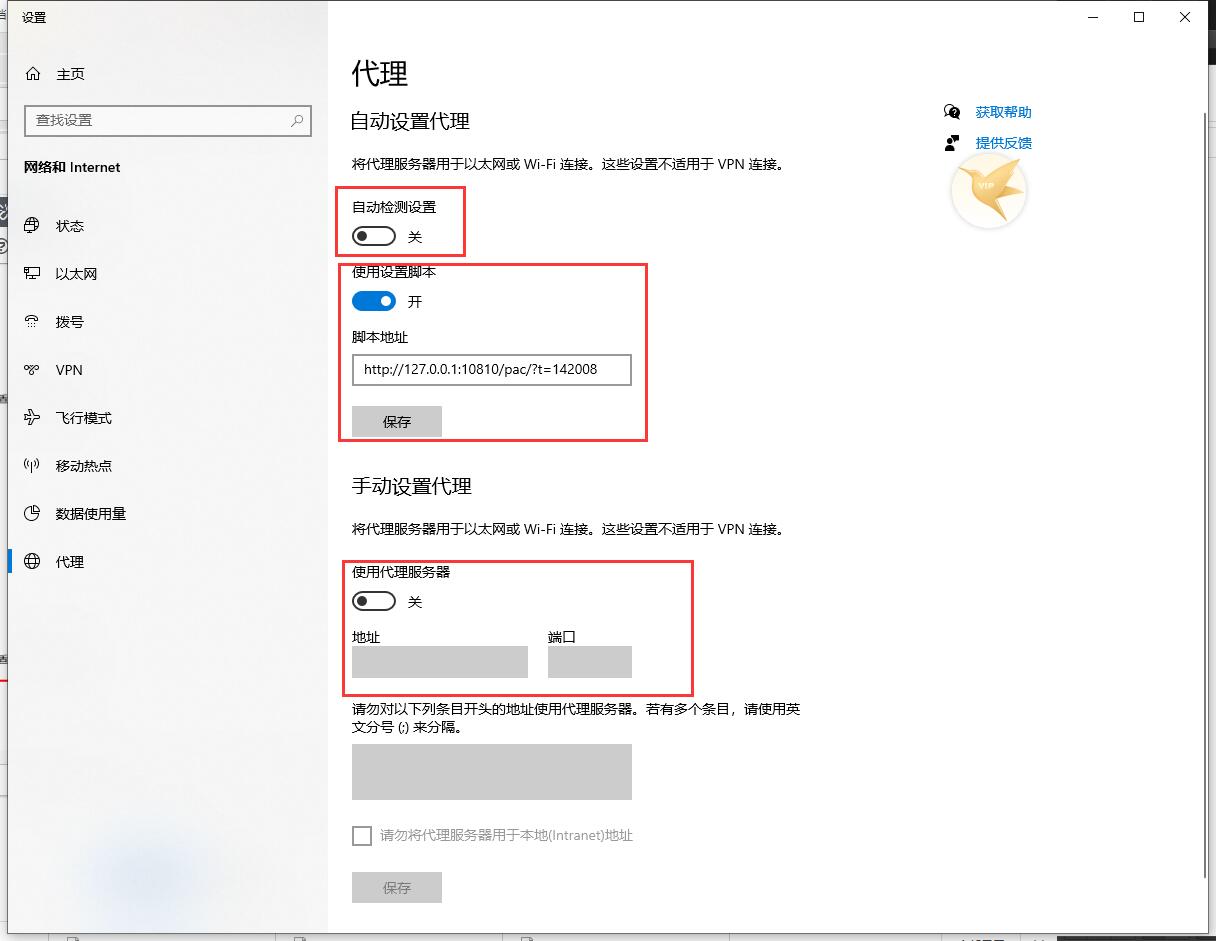 设置
主页
查找设置
网络和 Internet
状态
以太网
拨号
VPN
飞行模式
移动热点
数据使用量
代理
代理
自动设置代理
将代理服务器用于以太网或 Wi-Fi 连接。这些设置不适用于 VPN 连接。
自动检测设置
关
使用设置脚本
开
脚本地址
http://127.0.0.1:10810/pac/?t=142008
保存
手动设置代理
将代理服务器用于以太网或 Wi-Fi 连接。这些设置不适用于 VPN 连接。
使用代理服务器
关
地址 端口
请勿对以下列条目开头的地址使用代理服务器。若有多个条目，请使用英
文分号 (;) 来分隔。
请勿将代理服务器用于本地(Intranet)地址
保存
获取帮助
提供反馈
VIP